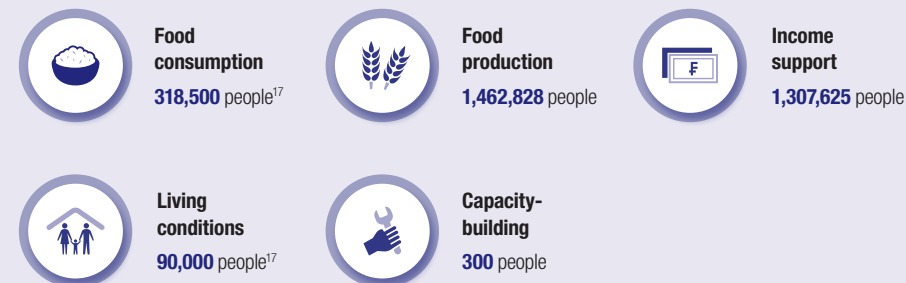 Food
consumption
318,500 people17
Food
production
1,462,828 people
₣
Income
support
1,307,625 people
Living
conditions
90,000 people17
Capacity-
building
300 people